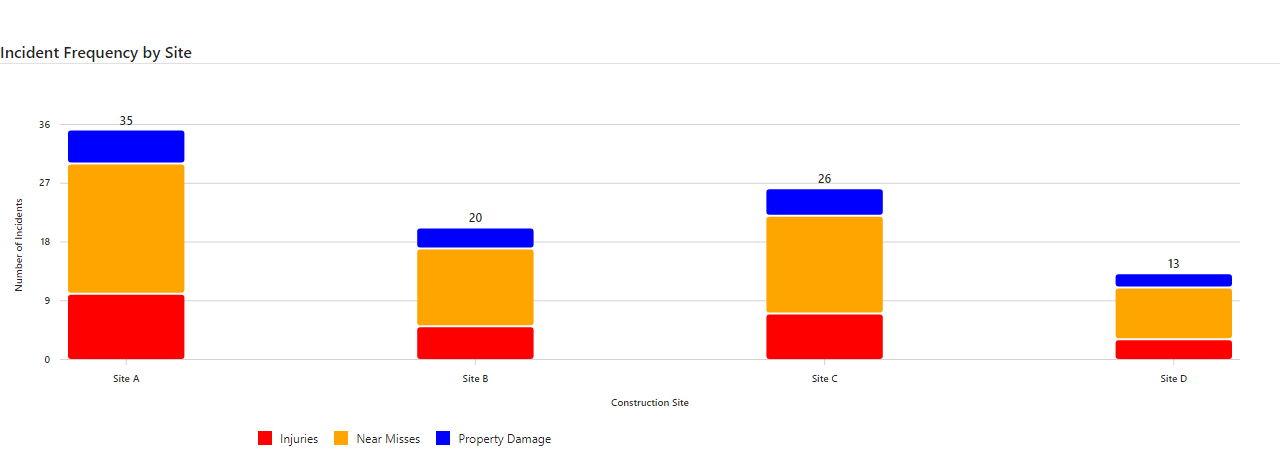 Incident Frequency by Site
35
36
26
27
20
18
13
9
0
Number of Incidents
Site A Site B Site C Site D
Construction Site
Injuries Near Misses Property Damage